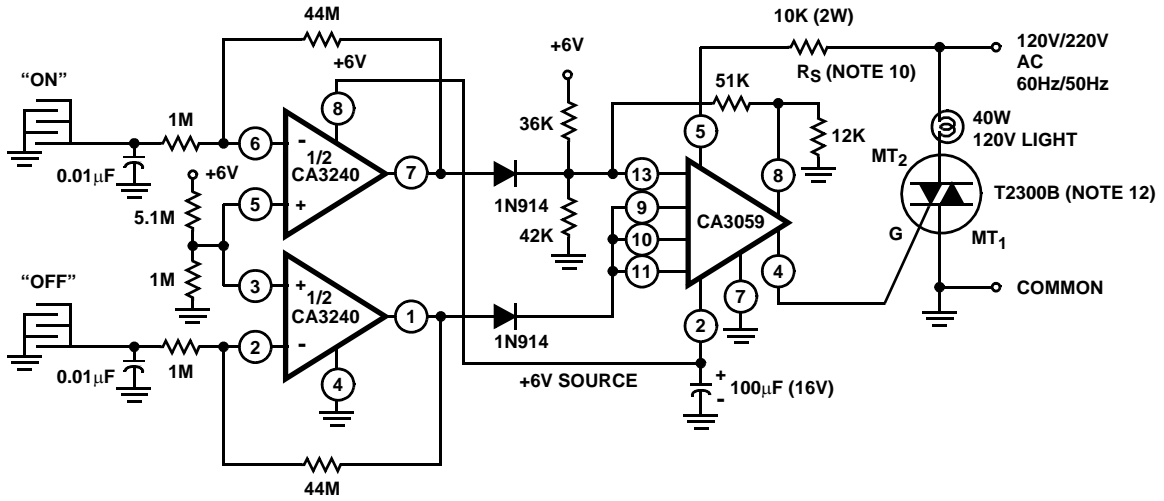 44M
+6V
“ON”
1M
6
-
8
1/2
CA3240
7
0.01µF
+6V
5.1M
5
+
1M
“OFF”
3
+
1/2
CA3240
1
2
-
4
0.01µF
1M
44M
+6V
36K
1N914
42K
1N914
+6V SOURCE
10K (2W)
RS (NOTE 10)
51K
12K
5
13
9
10
11
CA3059
8
4
7
2
+
-
100µF (16V)
120V/220V
AC
60Hz/50Hz
40W
120V LIGHT
MT2
T2300B (NOTE 12)
G
MT1
COMMON